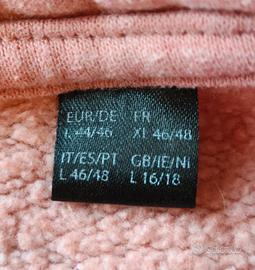 EUR/DE FR
L 44/46 XL 46/48
IT/ES/PT GB/IE/NI
L 46/48 L 16/18